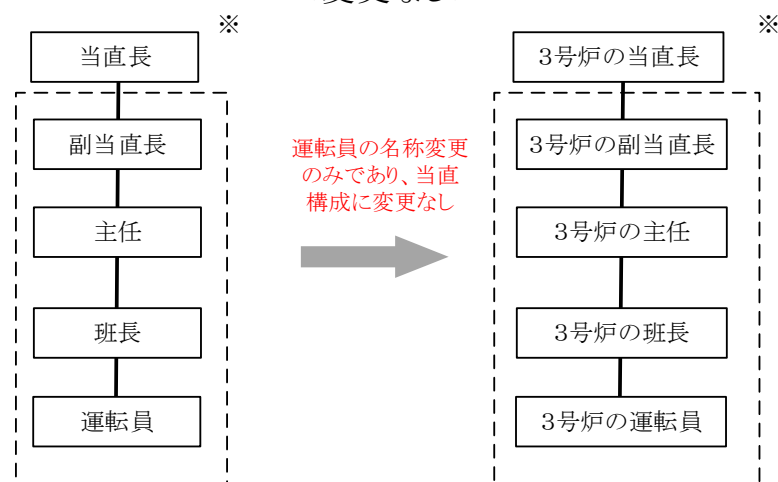 ※
当直長
副当直長
主任
班長
運転員
運転員の名称変更
のみであり、当直
構成に変更なし
※
3号炉の当直長
3号炉の副当直長
3号炉の主任
3号炉の班長
3号炉の運転員